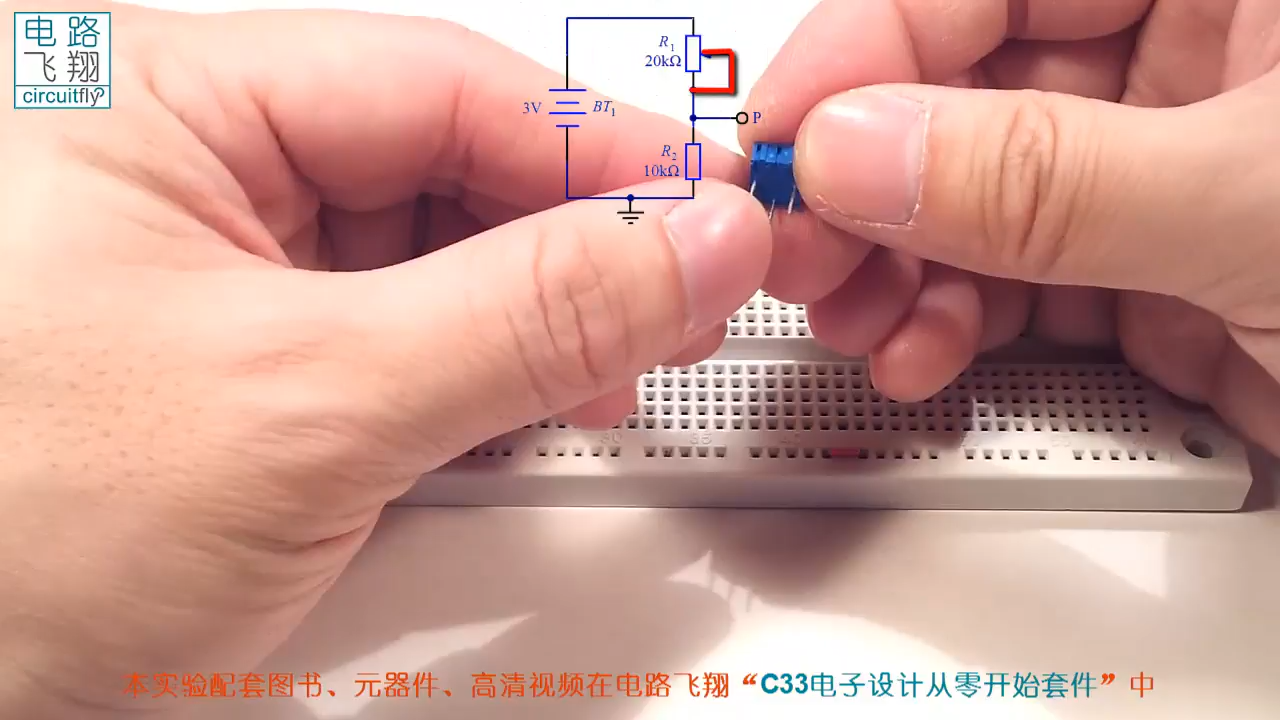 电路
飞翔
circuitfly
R1
20kΩ
3V
BT1
P
R2
10kΩ
本实验配套图书、元器件、高清视频在电路飞翔“C33电子设计从零开始套件”中